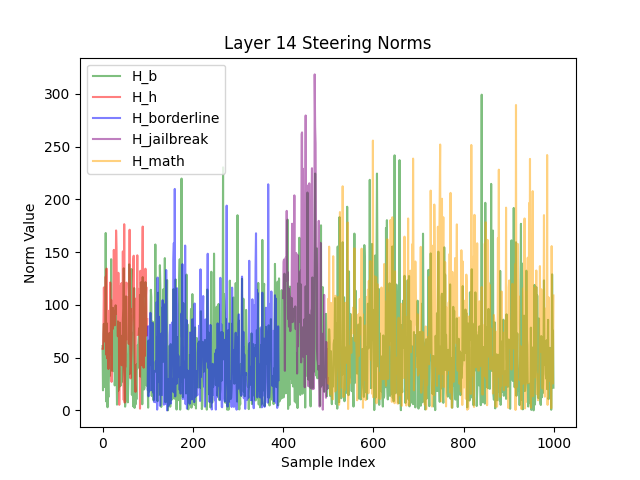 Layer 14 Steering Norms
H_b
H_h
H_borderline
H_jailbreak
H_math
Norm Value
300
250
200
150
100
50
0
0 200 400 600 800 1000
Sample Index